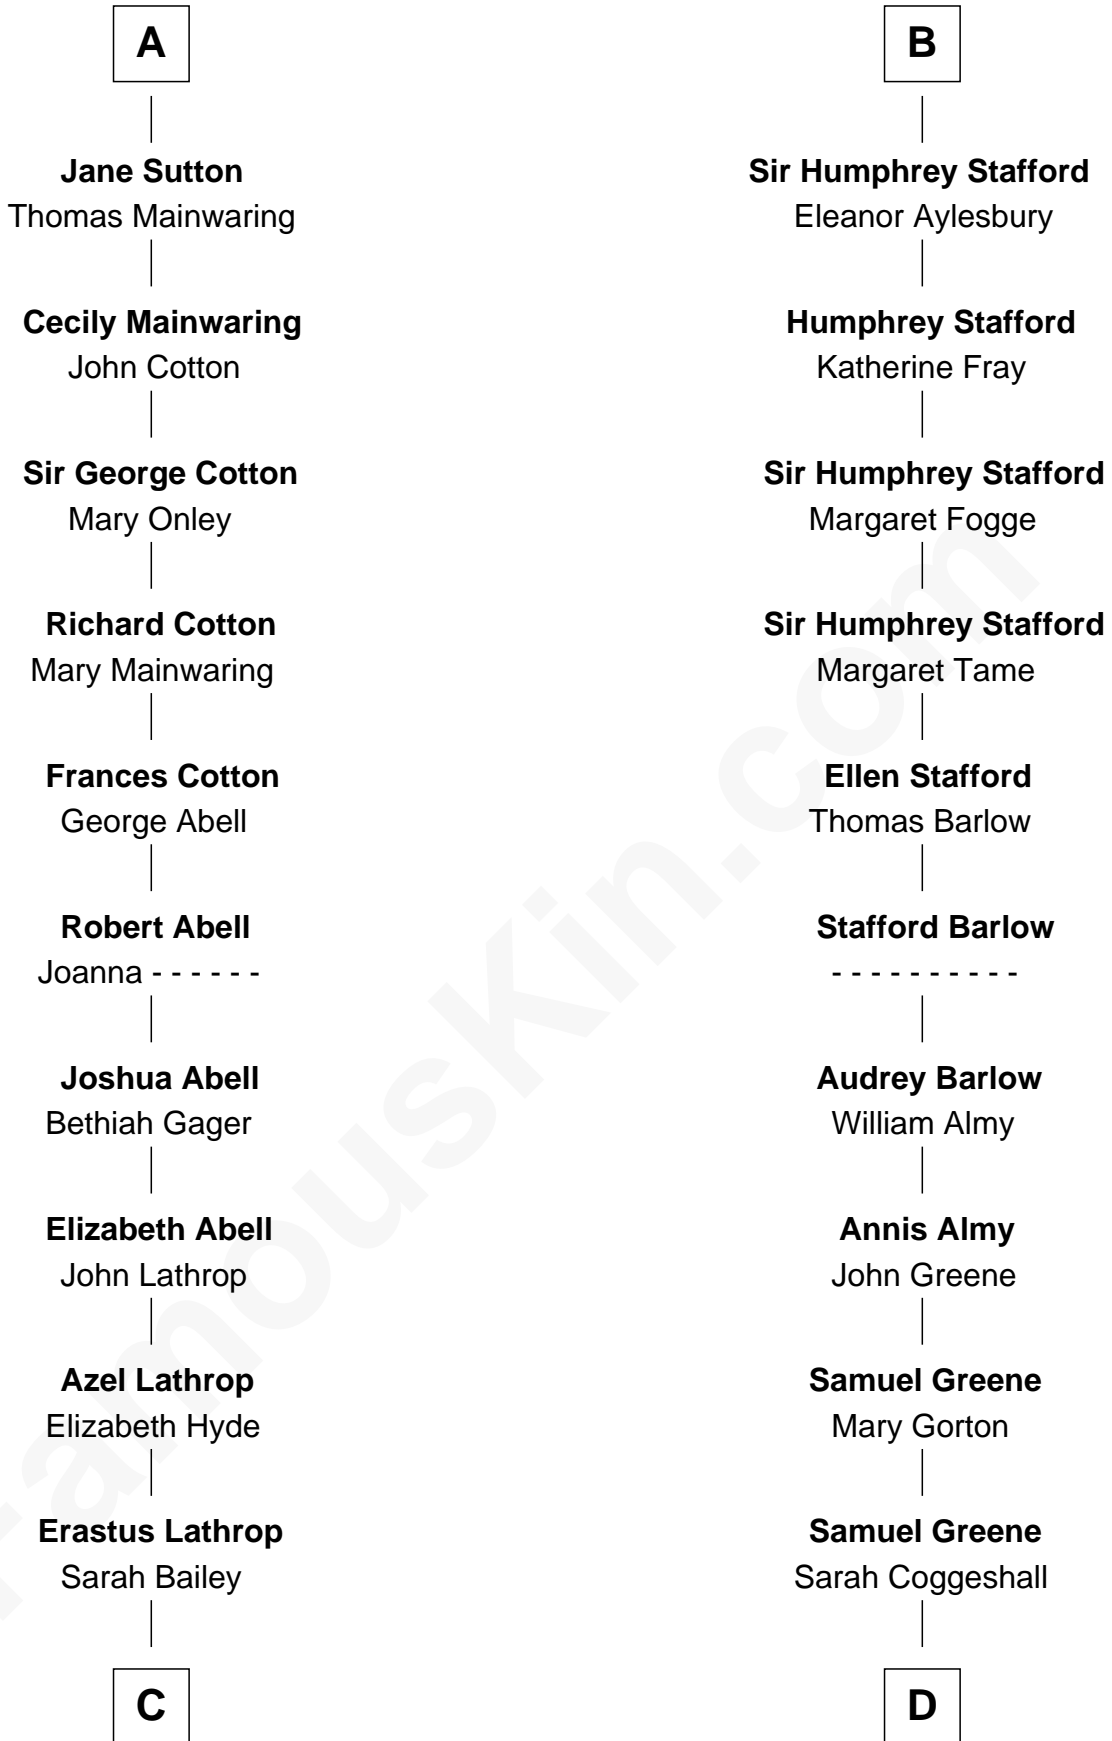 A
Jane Sutton
Thomas Mainwaring
Cecily Mainwaring
John Cotton
Sir George Cotton
Mary Onley
Richard Cotton
Mary Mainwaring
Frances Cotton
George Abell
Robert Abell
Joanna - - - - - -
Joshua Abell
Bethiah Gager
Elizabeth Abell
John Lathrop
Azel Lathrop
Elizabeth Hyde
Erastus Lathrop
Sarah Bailey
C
B
Sir Humphrey Stafford
Eleanor Aylesbury
Humphrey Stafford
Katherine Fray
Sir Humphrey Stafford
Margaret Fogge
Sir Humphrey Stafford
Margaret Tame
Ellen Stafford
Thomas Barlow
Stafford Barlow
- - - - - - - - - -
Audrey Barlow
William Almy
Annis Almy
John Greene
Samuel Greene
Mary Gorton
Samuel Greene
Sarah Coggeshall
D
FamousKin.com